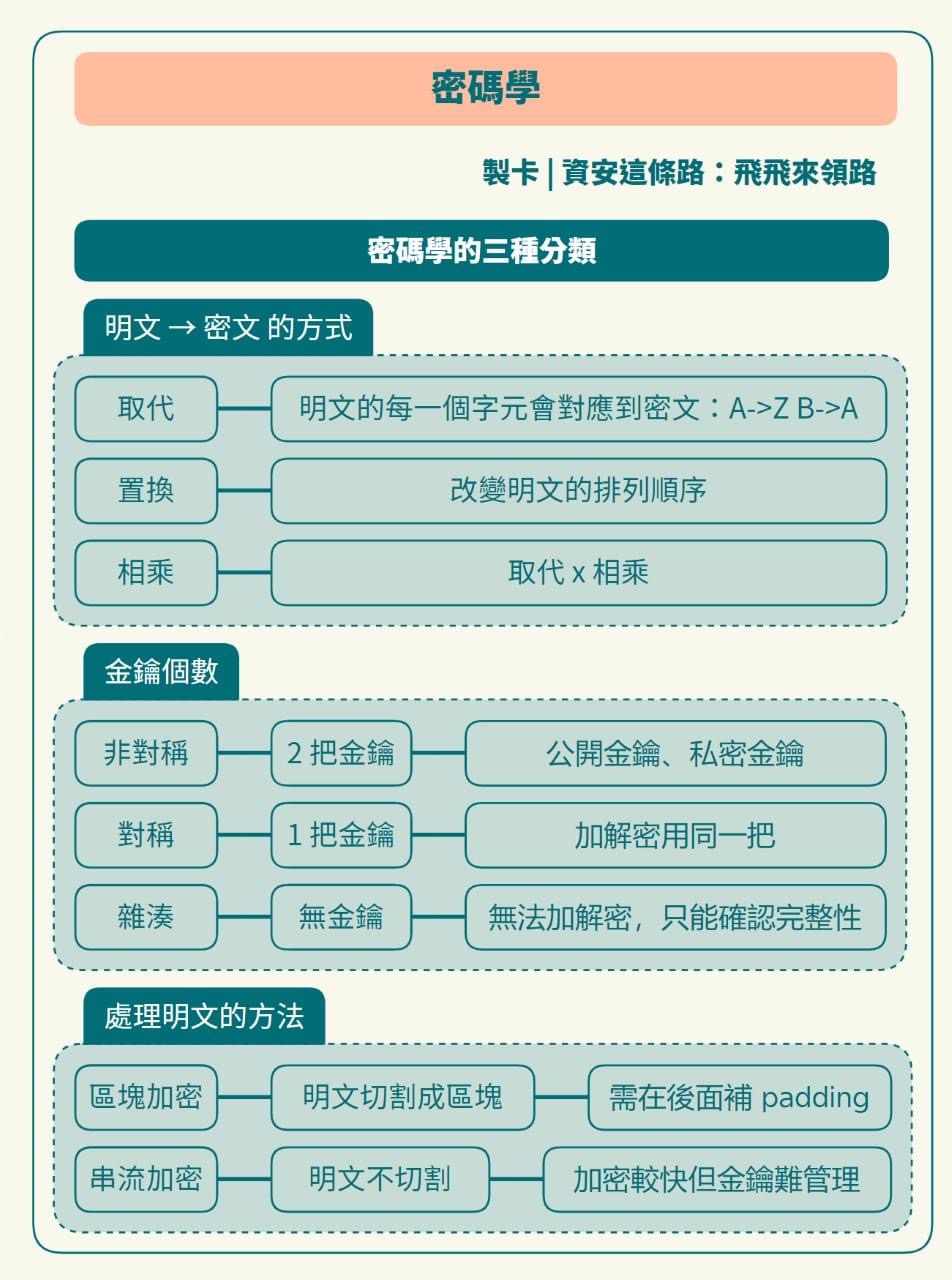 密碼學
製卡 | 資安這條路：飛飛來領路
密碼學的三種分類
明文 → 密文 的方式
取代 明文的每一個字元會對應到密文：A->Z B->A
置換 改變明文的排列順序
相乘 取代 x 相乘
金鑰個數
非對稱 2 把金鑰 公開金鑰、私密金鑰
對稱 1 把金鑰 加解密用同一把
雜湊 無金鑰 無法加解密，只能確認完整性
處理明文的方法
區塊加密 明文切割成區塊 需在後面補 padding
串流加密 明文不切割 加密較快但金鑰難管理